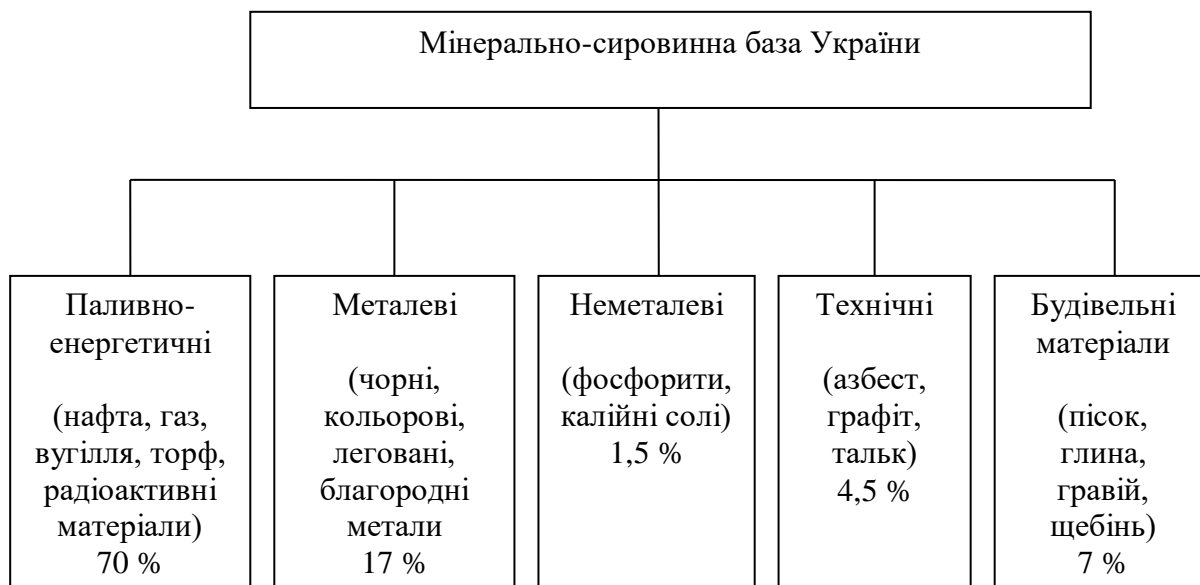 Мінерально-сировинна база України
Паливно-
енергетичні
(нафта, газ,
вугілля, торф,
радіоактивні
матеріали)
70 %
Металеві
(чорні,
кольорові,
леговані,
благородні
метали
17 %
Неметалеві
(фосфорити,
калійні солі)
1,5 %
Технічні
(азбест,
графіт,
тальк)
4,5 %
Будівельні
матеріали
(пісок,
глина,
гравій,
щебінь)
7 %